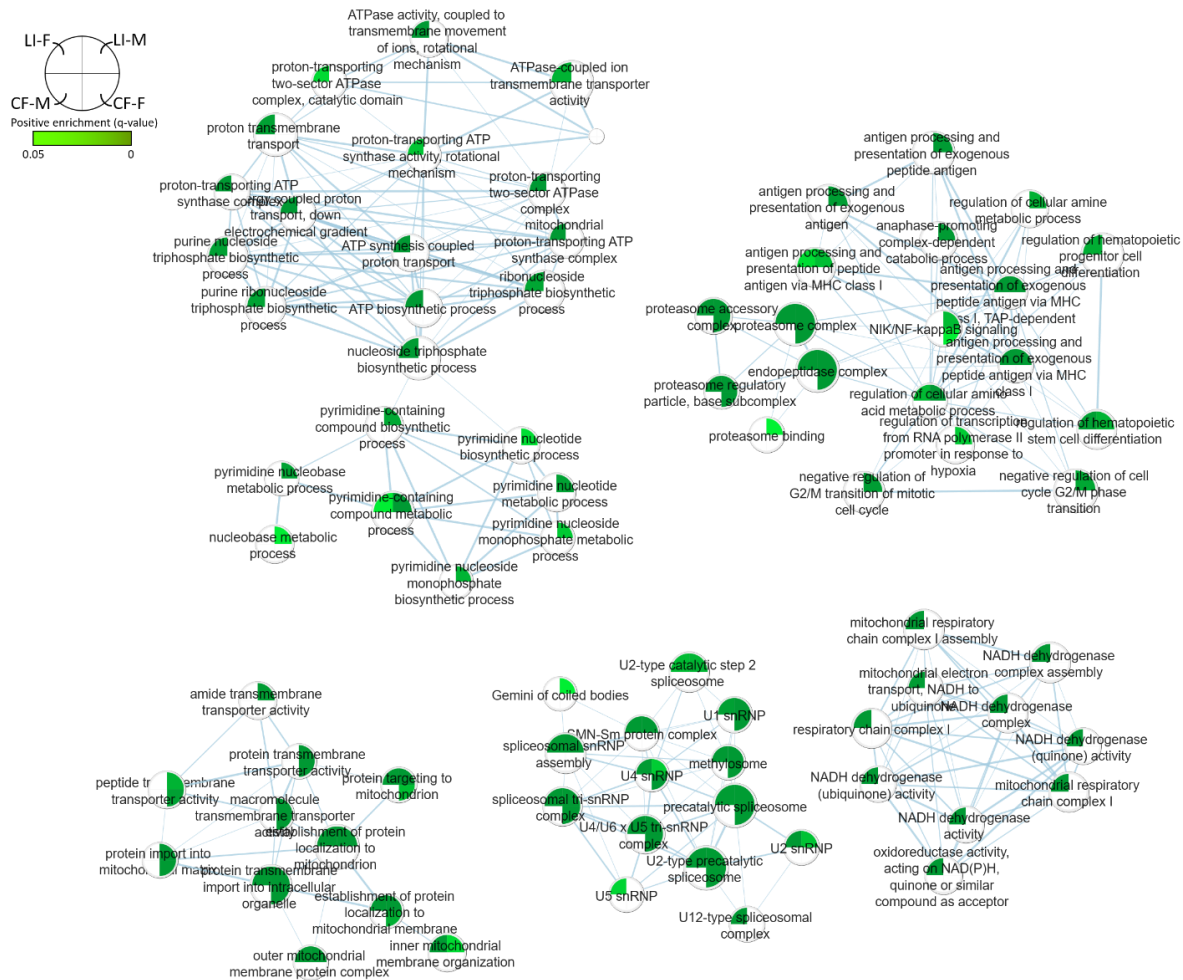 LI-F
LI-M
CF-M
CF-F
Positive enrichment (q-value)
0.05
0
ATPase activity, coupled to
transmembrane movement
of ions, rotational
mechanism
proton-transporting
two-sector ATPase
complex, catalytic domain
ATPase-coupled ion
transmembrane transporter
activity
proton transmembrane
transport
proton-transporting ATP
synthase activity, rotational
mechanism
proton-transporting ATP
synthase complex
coupled proton
transport, down
electrochemical gradient
proton-transporting
two-sector ATPase
complex
mitochondrial
proton-transporting ATP
synthase complex
purine nucleoside
triphosphate biosynthetic
process
ATP synthesis coupled
proton transport
ribonucleoside
triphosphate biosynthetic
process
purine ribonucleoside
triphosphate biosynthetic
process
ATP biosynthetic process
nucleoside triphosphate
biosynthetic process
pyrimidine-containing
compound biosynthetic
process
pyrimidine nucleotide
biosynthetic process
pyrimidine nucleobase
metabolic process
pyrimidine-containing
compound metabolic
process
pyrimidine nucleotide
metabolic process
nucleobase metabolic
process
pyrimidine nucleoside
monophosphate metabolic
process
pyrimidine nucleoside
monophosphate
biosynthetic process
antigen processing and
presentation of exogenous
peptide antigen
antigen processing and
presentation of exogenous
antigen
regulation of cellular amine
metabolic process
anaphase-promoting
complex-dependent
catabolic process
regulation of hematopoietic
progenitor cell
differentiation
antigen processing and
presentation of peptide
antigen via MHC class I
antigen processing and
presentation of exogenous
peptide antigen via MHC
class I, TAP-dependent
proteasome accessory
complex
proteasome complex
NIK/NF-kappaB signaling
antigen processing and
presentation of exogenous
peptide antigen via MHC
class I
endopeptidase complex
proteasome regulatory
particle, base subcomplex
regulation of cellular amino
acid metabolic process
proteasome binding
regulation of transcription
from RNA polymerase II
promoter in response to
hypoxia
regulation of hematopoietic
stem cell differentiation
negative regulation of
G2/M transition of mitotic
cell cycle
negative regulation of cell
cycle G2/M phase
transition
amide transmembrane
transporter activity
protein transmembrane
transporter activity
protein targeting to
mitochondrion
peptide transmembrane
transporter activity
macromolecule
transmembrane transporter
activity
establishment of protein
localization to
mitochondrion
protein import into
mitochondrial matrix
protein transmembrane
import into intracellular
organelle
establishment of protein
localization to
mitochondrial membrane
outer mitochondrial
membrane protein complex
inner mitochondrial
membrane organization
U2-type catalytic step 2
spliceosome
Gemini of coiled bodies
U1 snRNP
SMN-Sm protein complex
spliceosomal snRNP
assembly
methylosome
U4 snRNP
spliceosomal tri-snRNP
complex
precatalytic spliceosome
U4/U6 x U5 tri-snRNP
complex
U2 snRNP
U2-type precatalytic
spliceosome
U5 snRNP
U12-type spliceosomal
complex
mitochondrial respiratory
chain complex I assembly
NADH dehydrogenase
complex assembly
mitochondrial electron
transport, NADH to
ubiquinone
NADH dehydrogenase
complex
respiratory chain complex I
NADH dehydrogenase
(quinone) activity
NADH dehydrogenase
(ubiquinone) activity
mitochondrial respiratory
chain complex I
NADH dehydrogenase
activity
oxidoreductase activity,
acting on NAD(P)H,
quinone or similar
compound as acceptor